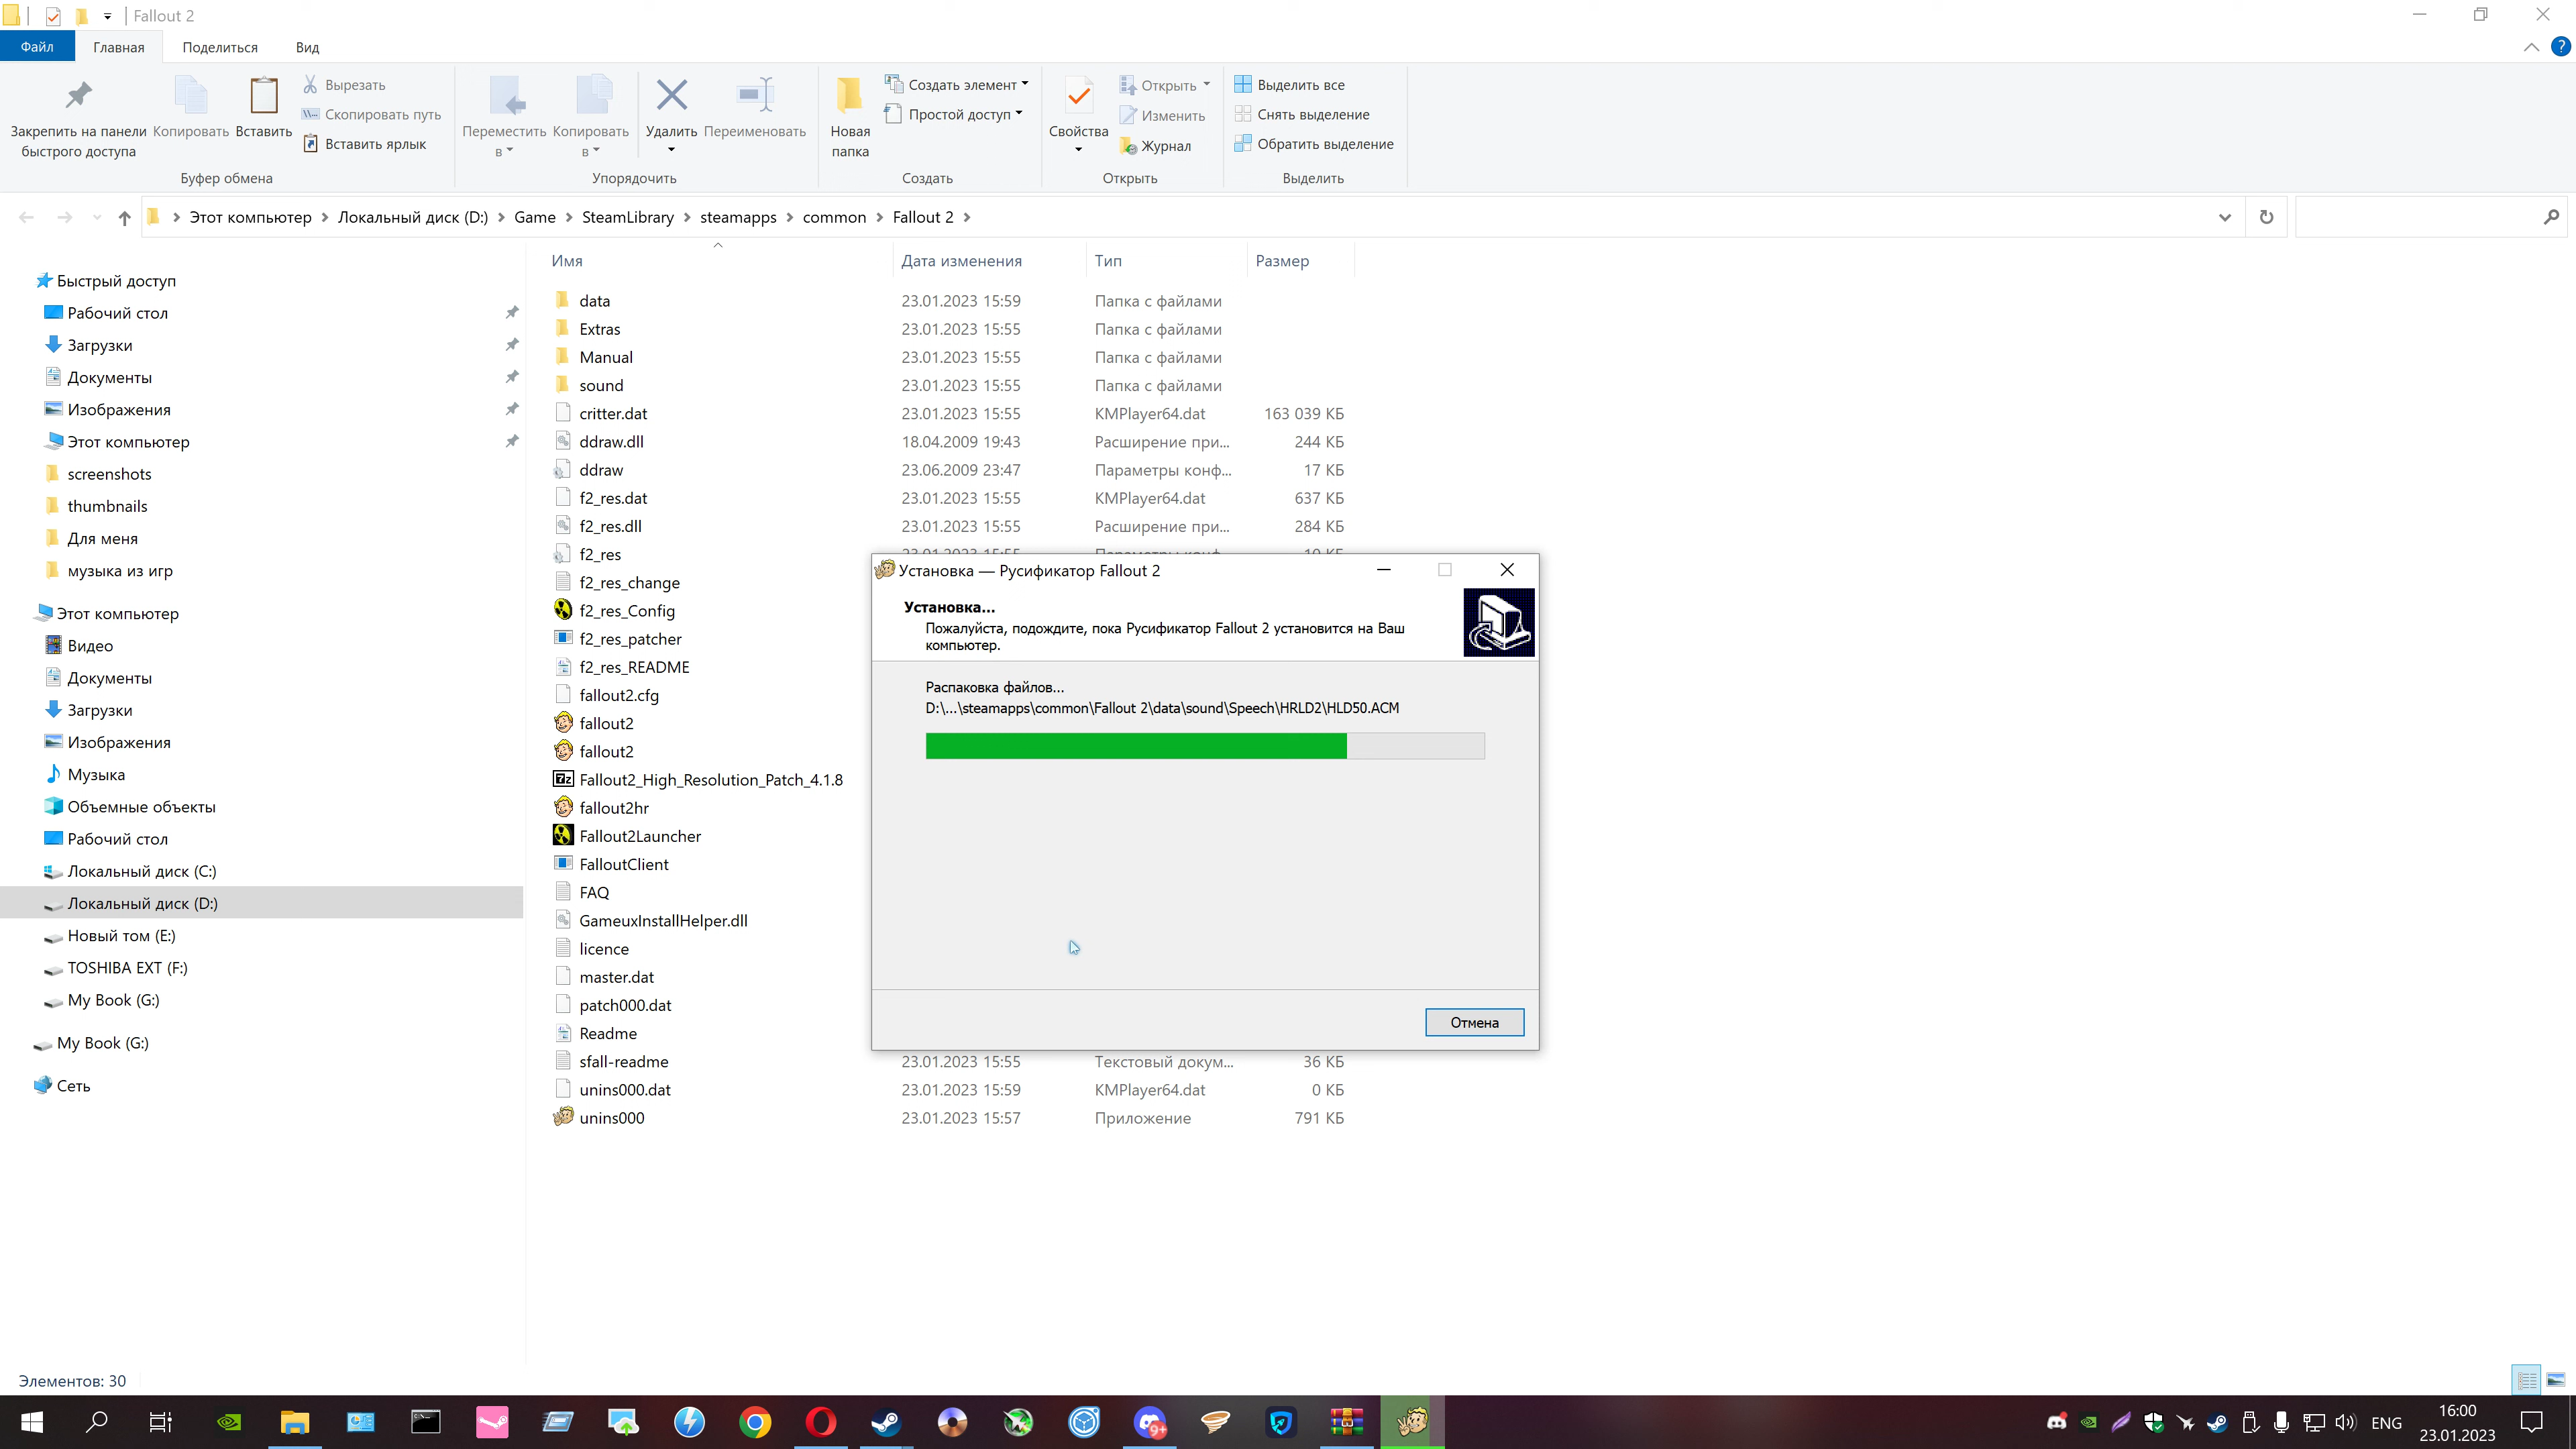 Fallout 2
Файл
Главная
Поделиться
Вид
Закрепить на панели
быстрого доступа
Копировать
Вставить
Вырезать
Скопировать путь
Вставить ярлык
Буфер обмена
Переместить
в
Копировать
в
Удалить
Переименовать
Упорядочить
Новая
папка
Создать элемент
Простой доступ
Создать
Свойства
Открыть
Изменить
Журнал
Открыть
Выделить все
Снять выделение
Обратить выделение
Выделить
Этот компьютер > Локальный диск (D:) > Game > SteamLibrary > steamapps > common > Fallout 2 >
Быстрый доступ
Рабочий стол
Загрузки
Документы
Изображения
Этот компьютер
screenshots
thumbnails
Для меня
музыка из игр
Этот компьютер
Видео
Документы
Загрузки
Изображения
Музыка
Объемные объекты
Рабочий стол
Локальный диск (C:)
Локальный диск (D:)
Новый том (E:)
TOSHIBA EXT (F:)
My Book (G:)
My Book (G:)
Сеть
Имя Дата изменения Тип Размер
data 23.01.2023 15:59 Папка с файлами
Extras 23.01.2023 15:55 Папка с файлами
Manual 23.01.2023 15:55 Папка с файлами
sound 23.01.2023 15:55 Папка с файлами
critter.dat 23.01.2023 15:55 KMPlayer64.dat 163 039 КБ
ddraw.dll 18.04.2009 19:43 Расширение при... 244 КБ
ddraw 23.06.2009 23:47 Параметры конф... 17 КБ
f2_res.dat 23.01.2023 15:55 KMPlayer64.dat 637 КБ
f2_res.dll 23.01.2023 15:55 Расширение при... 284 КБ
f2_res
f2_res_change
f2_res_Config
f2_res_patcher
f2_res_README
fallout2.cfg
fallout2
fallout2
Fallout2_High_Resolution_Patch_4.1.8
fallout2hr
Fallout2Launcher
FalloutClient
FAQ
GameuxInstallHelper.dll
licence
master.dat
patch000.dat
Readme
sfall-readme 23.01.2023 15:55 Текстовый докум... 36 КБ
unins000.dat 23.01.2023 15:59 KMPlayer64.dat 0 КБ
unins000 23.01.2023 15:57 Приложение 791 КБ
Установка — Русификатор Fallout 2
Установка...
Пожалуйста, подождите, пока Русификатор Fallout 2 установится на Ваш
компьютер.
Распаковка файлов...
D:\...\steamapps\common\Fallout 2\data\sound\Speech\HRLD2\HLD50.ACM
Отмена
Элементов: 30
9+
ENG
16:00
23.01.2023